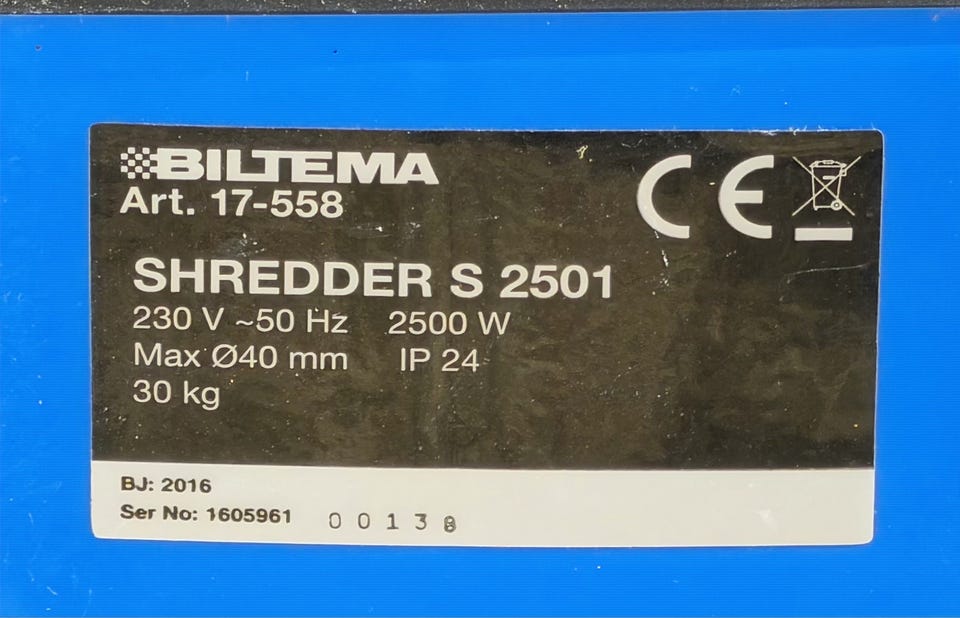 BILTEMA
Art. 17-558
CE
SHREDDER S 2501
230 V ~50 Hz 2500 W
Max Ø40 mm IP 24
30 kg
BJ: 2016
Ser No: 1605961 00138